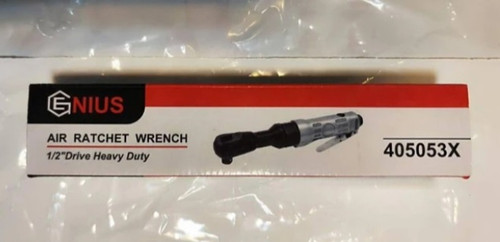 GENIUS
AIR RATCHET WRENCH
1/2"Drive Heavy Duty
405053X